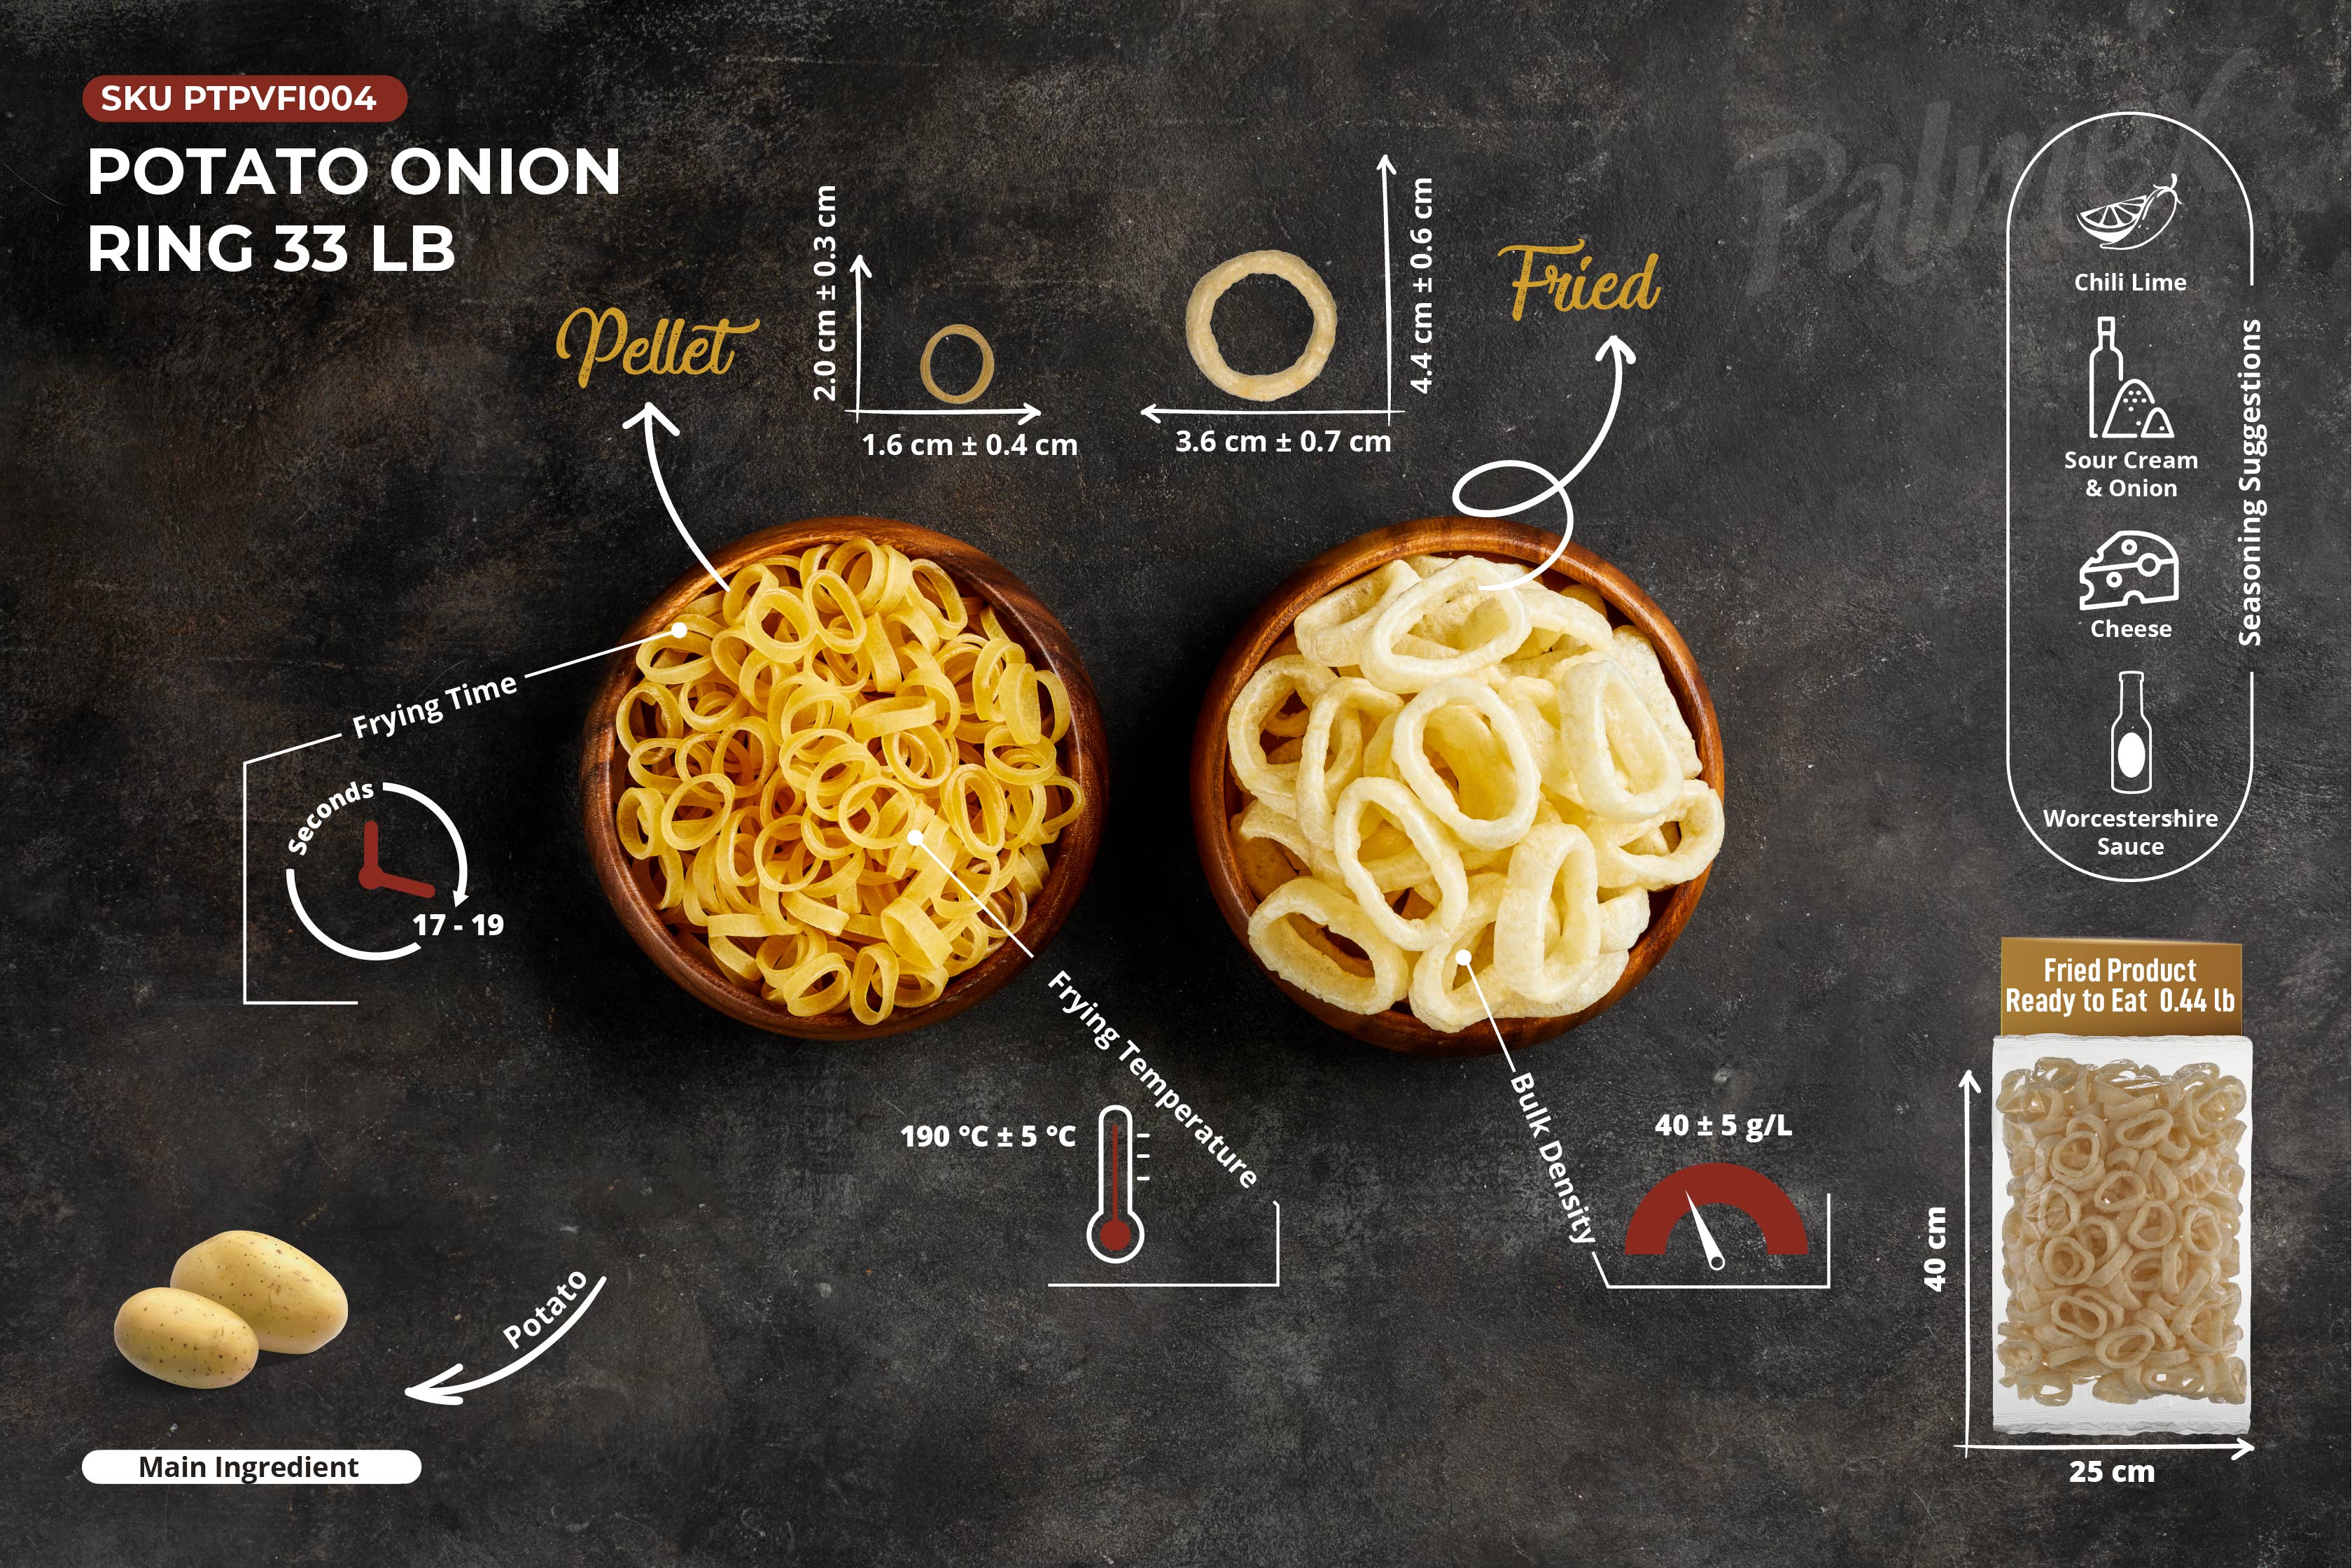 SKU PTPVFI004
POTATO ONION
RING 33 LB
Palmex
Pellet
2.0 cm ± 0.3 cm
1.6 cm ± 0.4 cm
4.4 cm ± 0.6 cm
3.6 cm ± 0.7 cm
Fried
Chili Lime
Sour Cream
& Onion
Cheese
Worcestershire
Sauce
Seasoning Suggestions
Frying Time
Seconds
17 - 19
Frying Temperature
190 °C ± 5 °C
Bulk Density
40 ± 5 g/L
Fried Product
Ready to Eat 0.44 lb
40 cm
25 cm
Potato
Main Ingredient